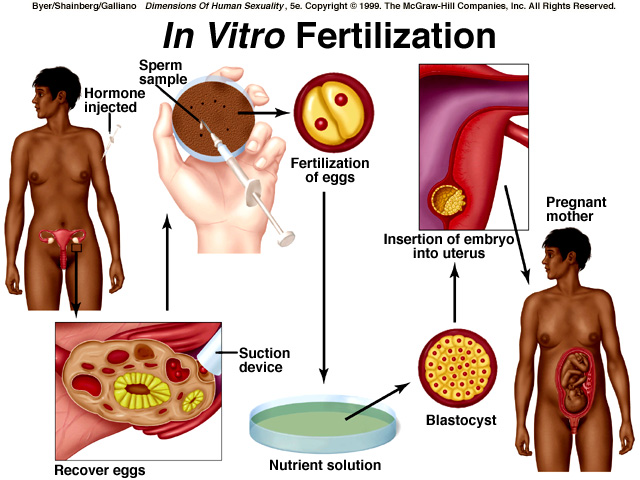 Byer/Shainberg/Galliano Dimensions Of Human Sexuality, 5e. Copyright © 1999. The McGraw-Hill Companies, Inc. All Rights Reserved.
In Vitro Fertilization
Hormone
injected
Sperm
sample
Fertilization
of eggs
Insertion of embryo
into uterus
Pregnant
mother
Suction
device
Recover eggs
Nutrient solution
Blastocyst